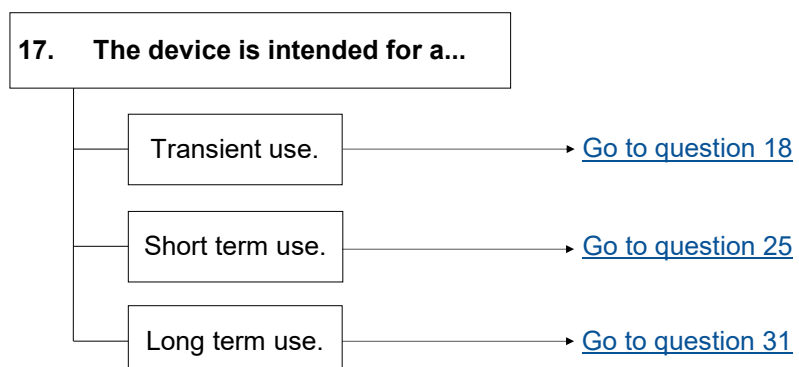 17. The device is intended for a...
Transient use. Go to question 18
Short term use. Go to question 25
Long term use. Go to question 31